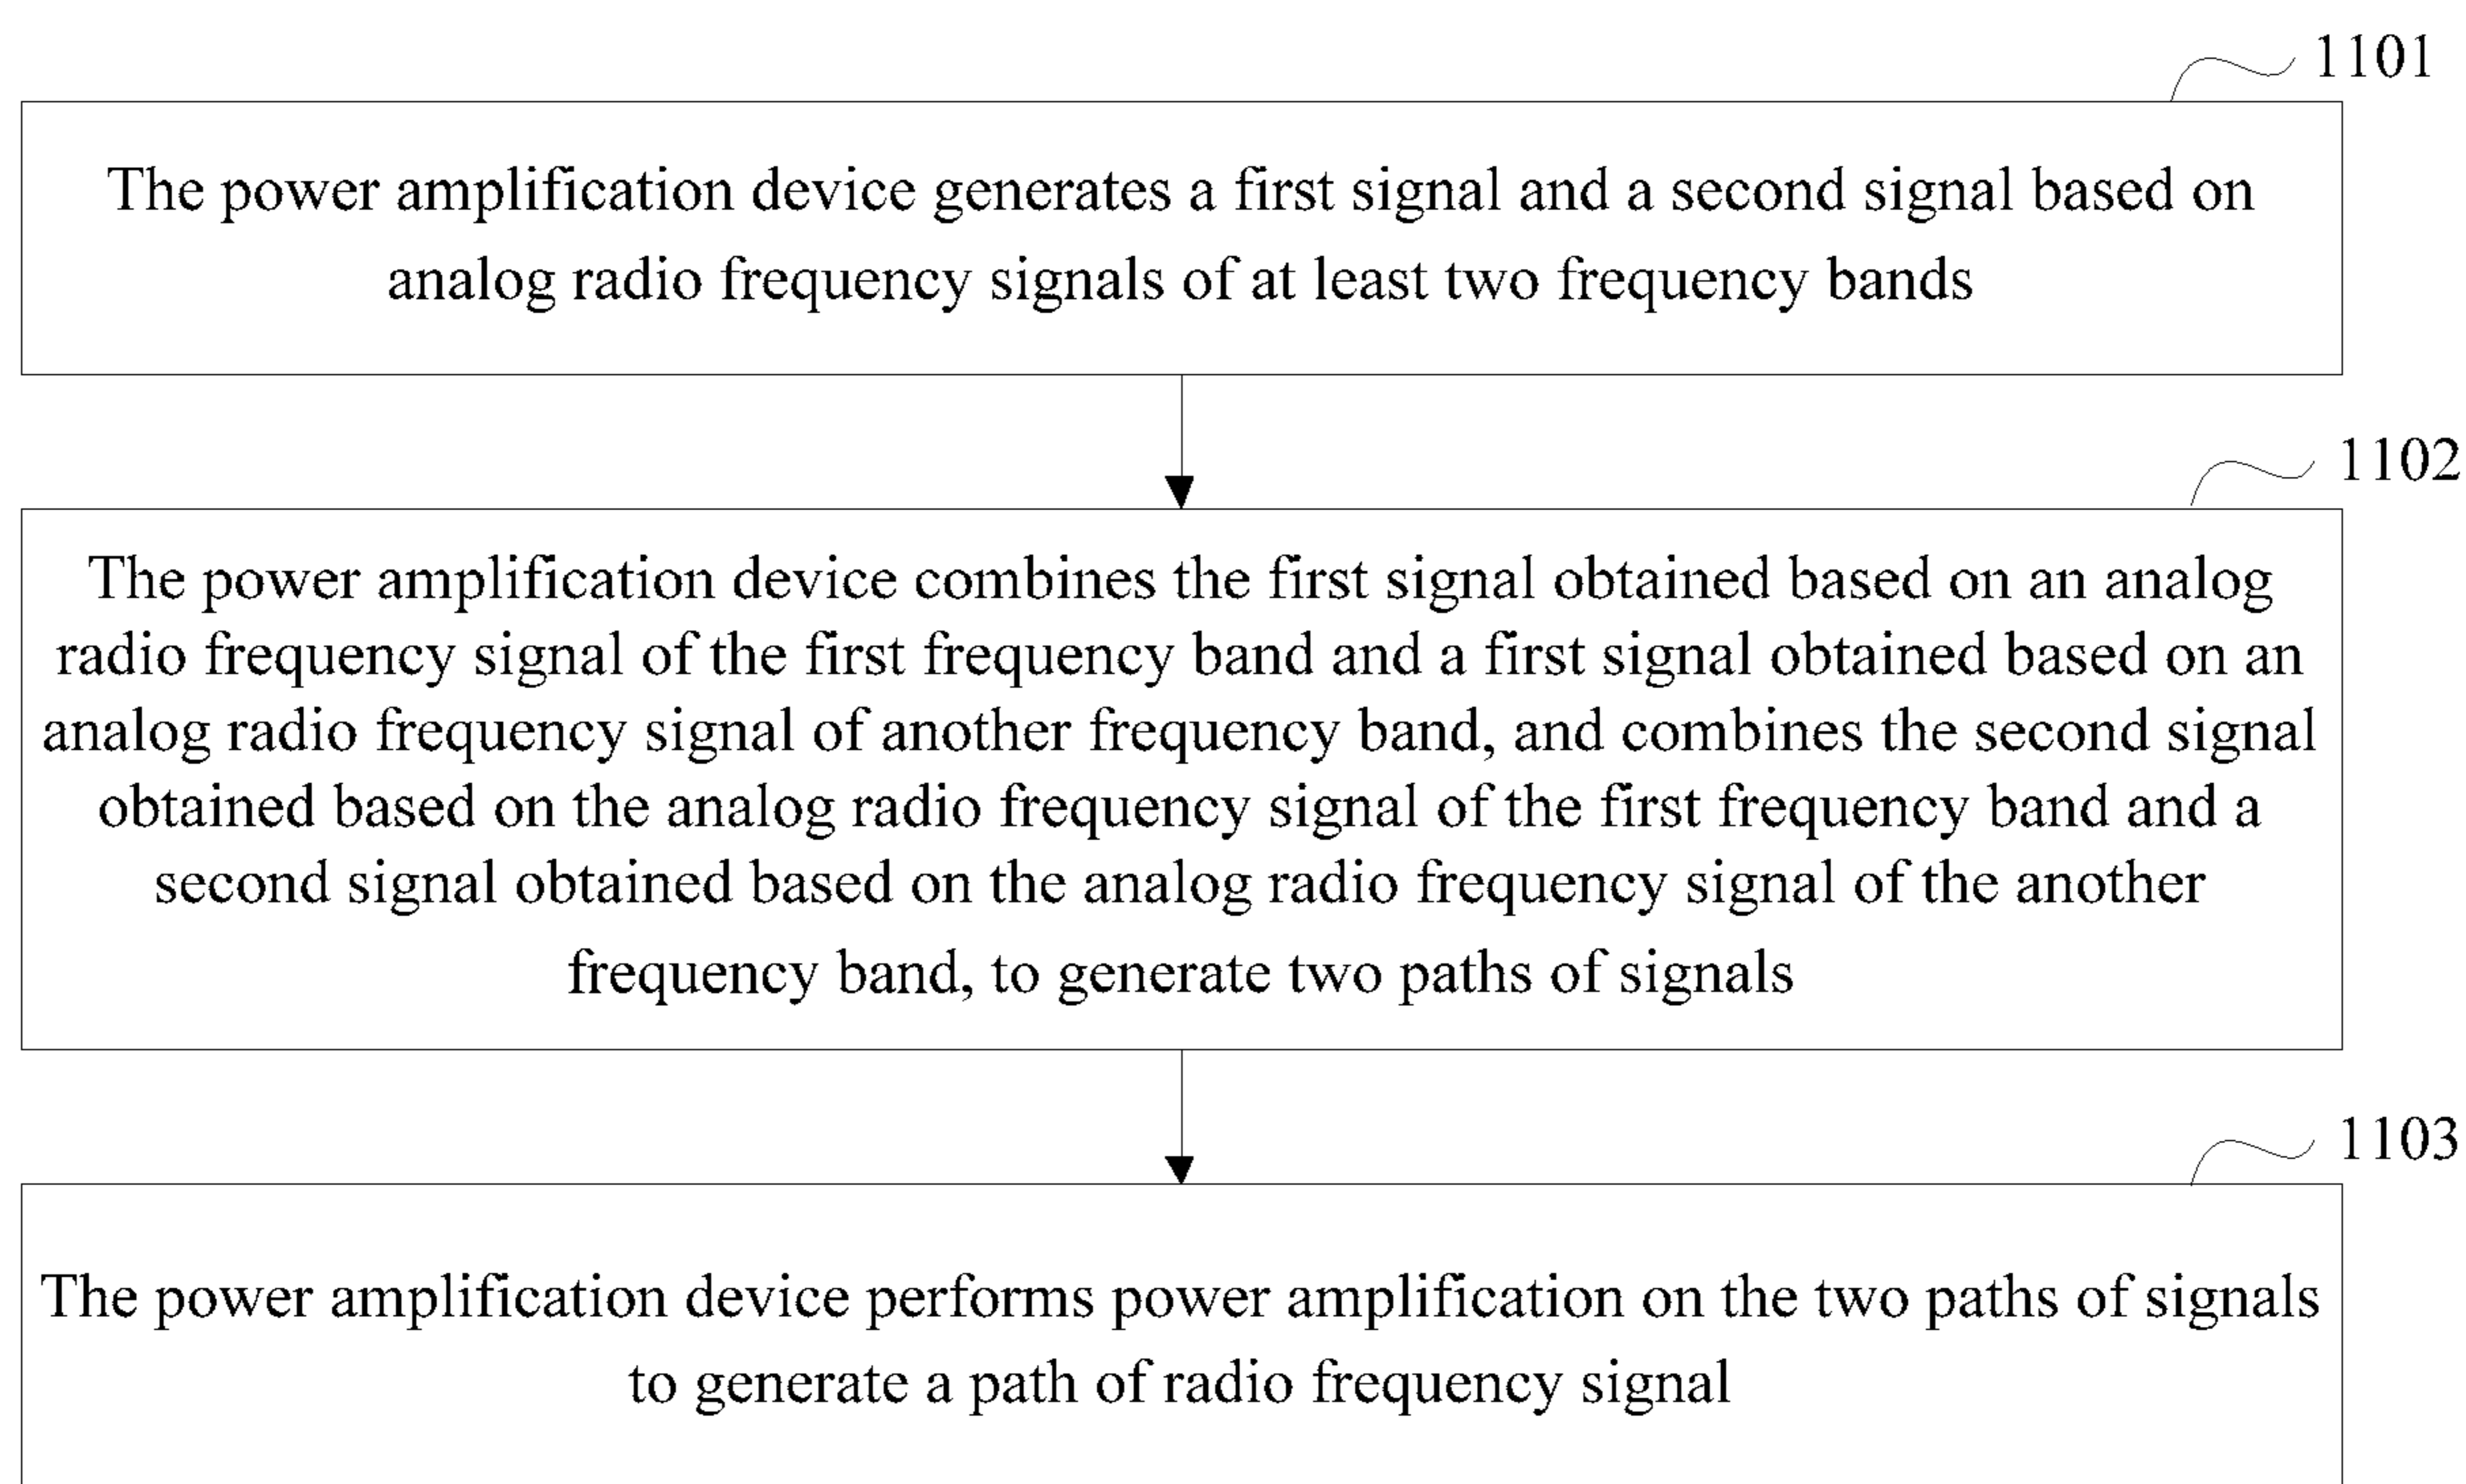 1101
The power amplification device generates a first signal and a second signal based on
analog radio frequency signals of at least two frequency bands
1102
The power amplification device combines the first signal obtained based on an analog
radio frequency signal of the first frequency band and a first signal obtained based on an
analog radio frequency signal of another frequency band, and combines the second signal
obtained based on the analog radio frequency signal of the first frequency band and a
second signal obtained based on the analog radio frequency signal of the another
frequency band, to generate two paths of signals
1103
The power amplification device performs power amplification on the two paths of signals
to generate a path of radio frequency signal